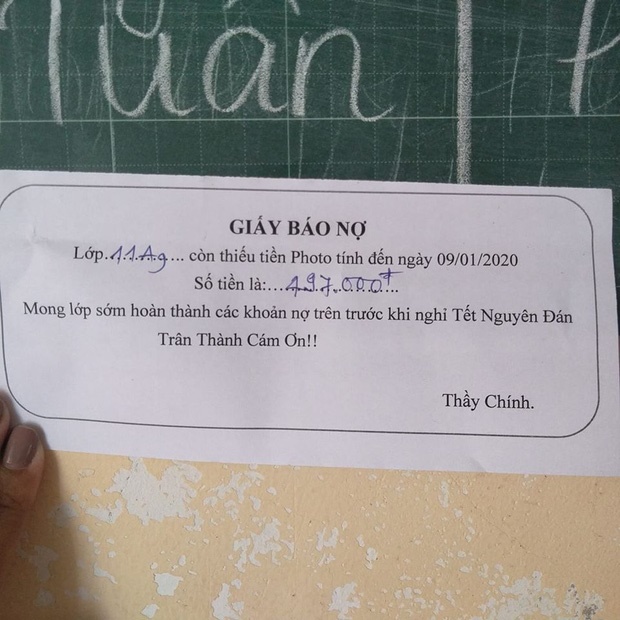 Tuần
GIẤY BÁO NỢ
Lớp.11A9... còn thiếu tiền Photo tính đến ngày 09/01/2020
Số tiền là:...497.000đ...
Mong lớp sớm hoàn thành các khoản nợ trên trước khi nghỉ Tết Nguyên Đán
Trân Thành Cám Ơn!!
Thầy Chính.